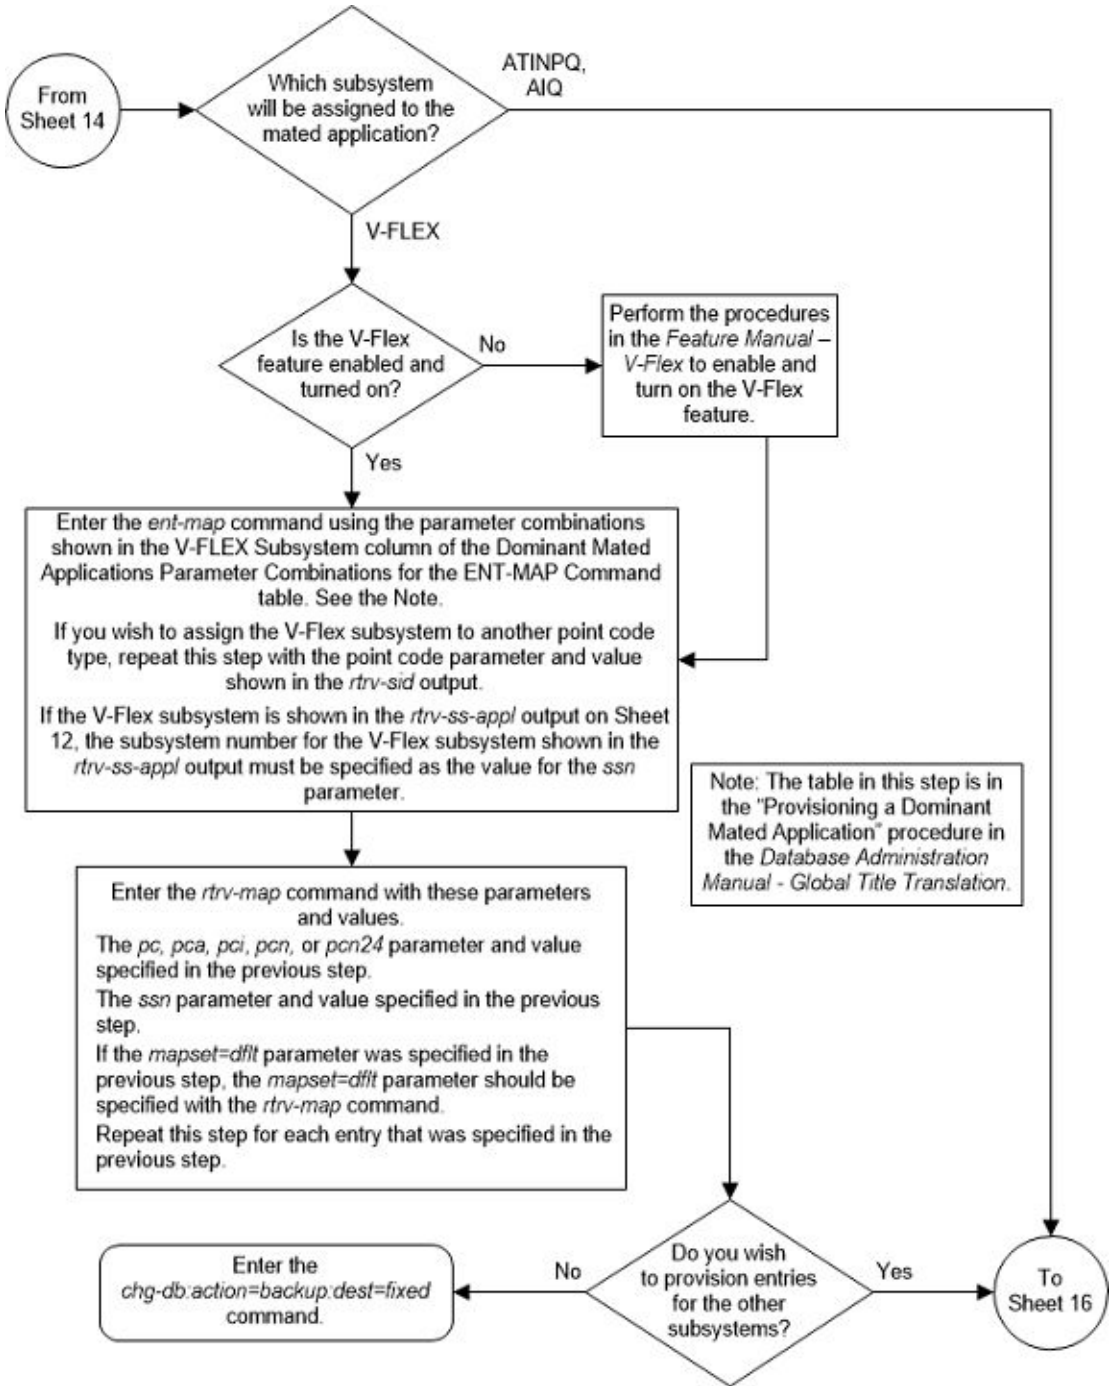 From
Sheet 14
Which subsystem
will be assigned to the
mated application?
ATINPQ,
AIQ
V-FLEX
Is the V-Flex
feature enabled and
turned on?
No
Perform the procedures
in the Feature Manual –
V-Flex to enable and
turn on the V-Flex
feature.
Yes
Enter the ent-map command using the parameter combinations
shown in the V-FLEX Subsystem column of the Dominant Mated
Applications Parameter Combinations for the ENT-MAP Command
table. See the Note.
If you wish to assign the V-Flex subsystem to another point code
type, repeat this step with the point code parameter and value
shown in the rtrv-sid output.
If the V-Flex subsystem is shown in the rtrv-ss-appl output on Sheet
12, the subsystem number for the V-Flex subsystem shown in the
rtrv-ss-appl output must be specified as the value for the ssn
parameter.
Note: The table in this step is in
the "Provisioning a Dominant
Mated Application" procedure in
the Database Administration
Manual - Global Title Translation.
Enter the rtrv-map command with these parameters
and values.
The pc, pca, pci, pcn, or pcn24 parameter and value
specified in the previous step.
The ssn parameter and value specified in the previous
step.
If the mapset=dflt parameter was specified in the
previous step, the mapset=dflt parameter should be
specified with the rtrv-map command.
Repeat this step for each entry that was specified in the
previous step.
Do you wish
to provision entries
for the other
subsystems?
No
Enter the
chg-db:action=backup:dest=fixed
command.
Yes
To
Sheet 16